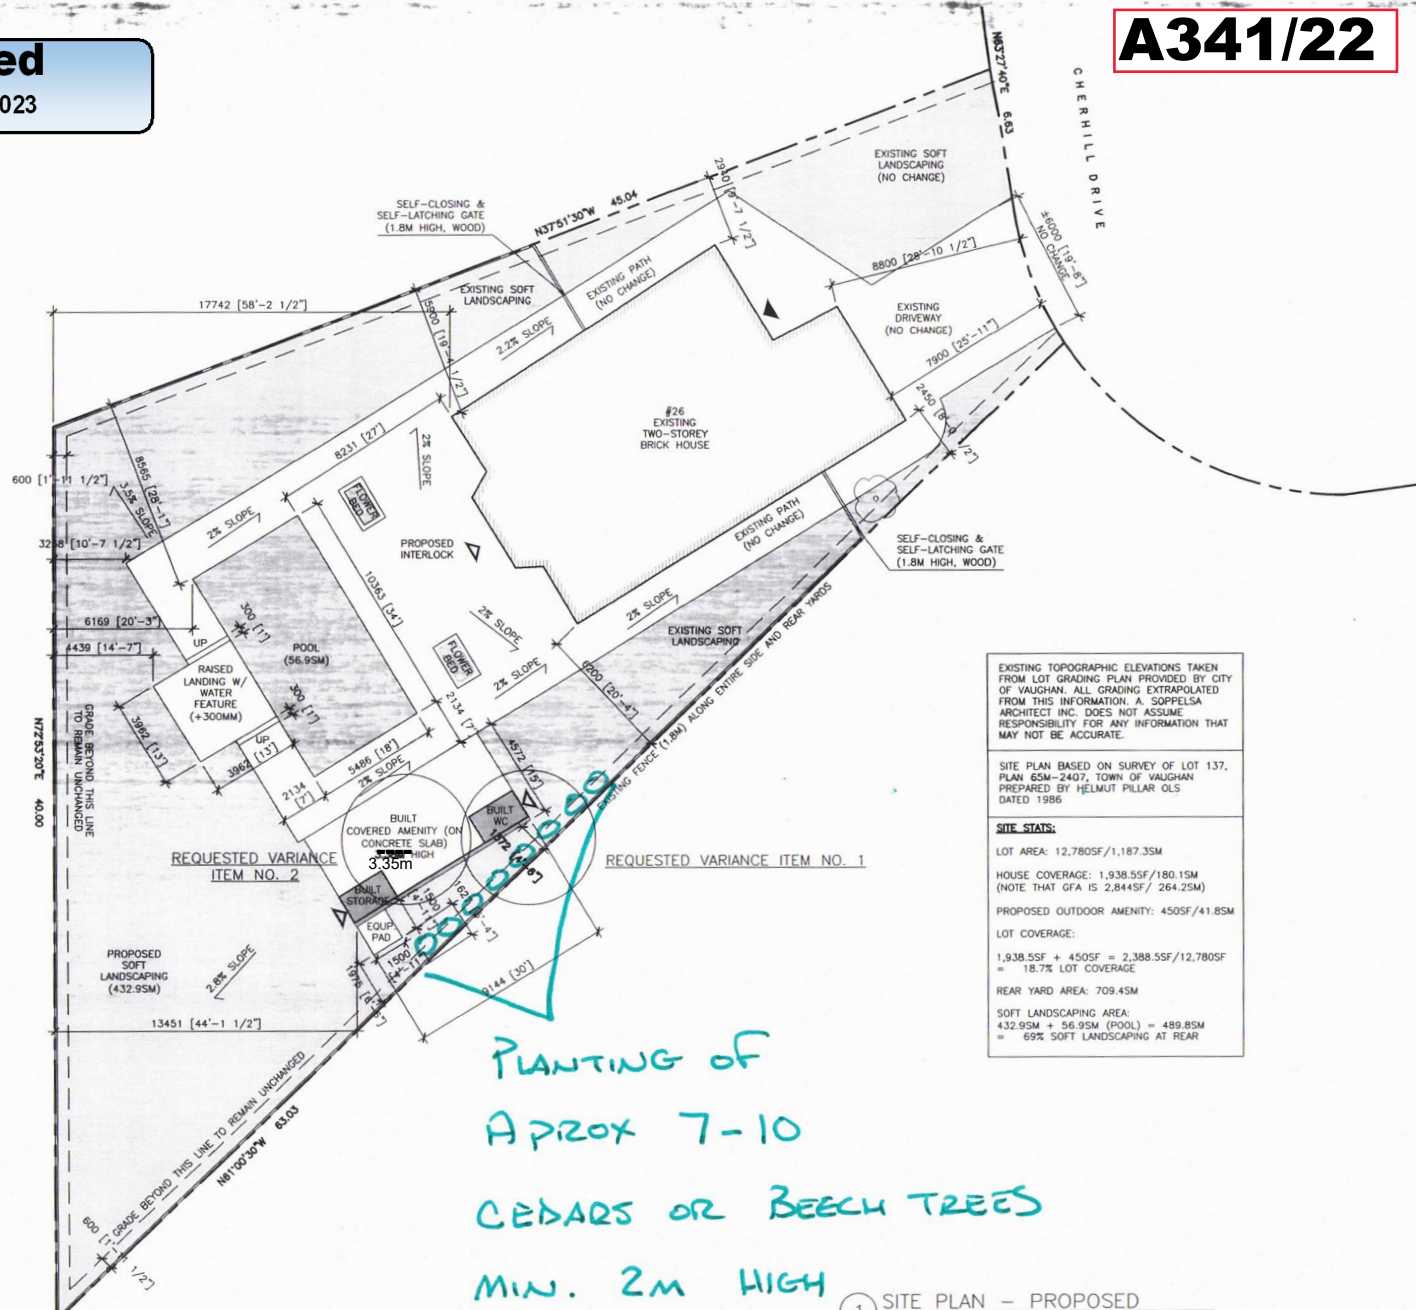 ed
023
A341/22
CHERHILL DRIVE
N63°27'40"E 6.63
EXISTING SOFT
LANDSCAPING
(NO CHANGE)
2940 [9'-7 1/2"]
SELF-CLOSING &
SELF-LATCHING GATE
(1.8M HIGH, WOOD)
N37°51'30"W 45.04
±6000 [19'-8"]
NO CHANGE
8800 [28'-10 1/2"]
EXISTING PATH
(NO CHANGE)
EXISTING SOFT
LANDSCAPING
17742 [58'-2 1/2"]
5900 [19'-4 1/2"]
EXISTING
DRIVEWAY
(NO CHANGE)
2.2% SLOPE
7900 [25'-11"]
#26
EXISTING
TWO-STOREY
BRICK HOUSE
8231 [27']
2% SLOPE
600 [1'-11 1/2"]
8565 [28'-1"]
3.5% SLOPE
FLOWER
BED
2% SLOPE
EXISTING PATH
(NO CHANGE)
PROPOSED
INTERLOCK
SELF-CLOSING &
SELF-LATCHING GATE
(1.8M HIGH, WOOD)
10363 [34']
300 [1']
6169 [20'-3"]
UP
4439 [14'-7"]
POOL
(56.9SM)
2% SLOPE
2% SLOPE
EXISTING SOFT
LANDSCAPING
FLOWER
BED
2% SLOPE
RAISED
LANDING W/
WATER
FEATURE
(+300MM)
300 [1']
6200 [20'-4"]
2134 [7']
3962 [13']
UP
3962 [13']
5486 [18']
2% SLOPE
4572 [15']
2134
[7']
EXISTING FENCE (1.8M) ALONG ENTIRE SIDE AND REAR YARDS
GRADE BEYOND THIS LINE
TO REMAIN UNCHANGED
N72°53'20"E 40.00
BUILT
WC
BUILT
COVERED AMENITY (ON
CONCRETE SLAB)
HIGH
3.35m
REQUESTED VARIANCE
ITEM NO. 2
REQUESTED VARIANCE ITEM NO. 1
BUILT
STORAGE
EQUIP.
PAD
1500
9144 [30']
PROPOSED
SOFT
LANDSCAPING
(432.9SM)
2.8% SLOPE
13451 [44'-1 1/2"]
GRADE BEYOND THIS LINE TO REMAIN UNCHANGED
N61°00'30"W 63.03
EXISTING TOPOGRAPHIC ELEVATIONS TAKEN
FROM LOT GRADING PLAN PROVIDED BY CITY
OF VAUGHAN. ALL GRADING EXTRAPOLATED
FROM THIS INFORMATION. A. SOPPELSA
ARCHITECT INC. DOES NOT ASSUME
RESPONSIBILITY FOR ANY INFORMATION THAT
MAY NOT BE ACCURATE.
SITE PLAN BASED ON SURVEY OF LOT 137,
PLAN 65M-2407, TOWN OF VAUGHAN
PREPARED BY HELMUT PILLAR OLS
DATED 1986
SITE STATS:
LOT AREA: 12,780SF/1,187.3SM
HOUSE COVERAGE: 1,938.5SF/180.1SM
(NOTE THAT GFA IS 2,844SF/ 264.2SM)
PROPOSED OUTDOOR AMENITY: 450SF/41.8SM
LOT COVERAGE:
1,938.5SF + 450SF = 2,388.5SF/12,780SF
= 18.7% LOT COVERAGE
REAR YARD AREA: 709.4SM
SOFT LANDSCAPING AREA:
432.9SM + 56.9SM (POOL) = 489.8SM
= 69% SOFT LANDSCAPING AT REAR
PLANTING OF
APROX 7-10
CEDARS OR BEECH TREES
MIN. 2M HIGH
1 SITE PLAN - PROPOSED